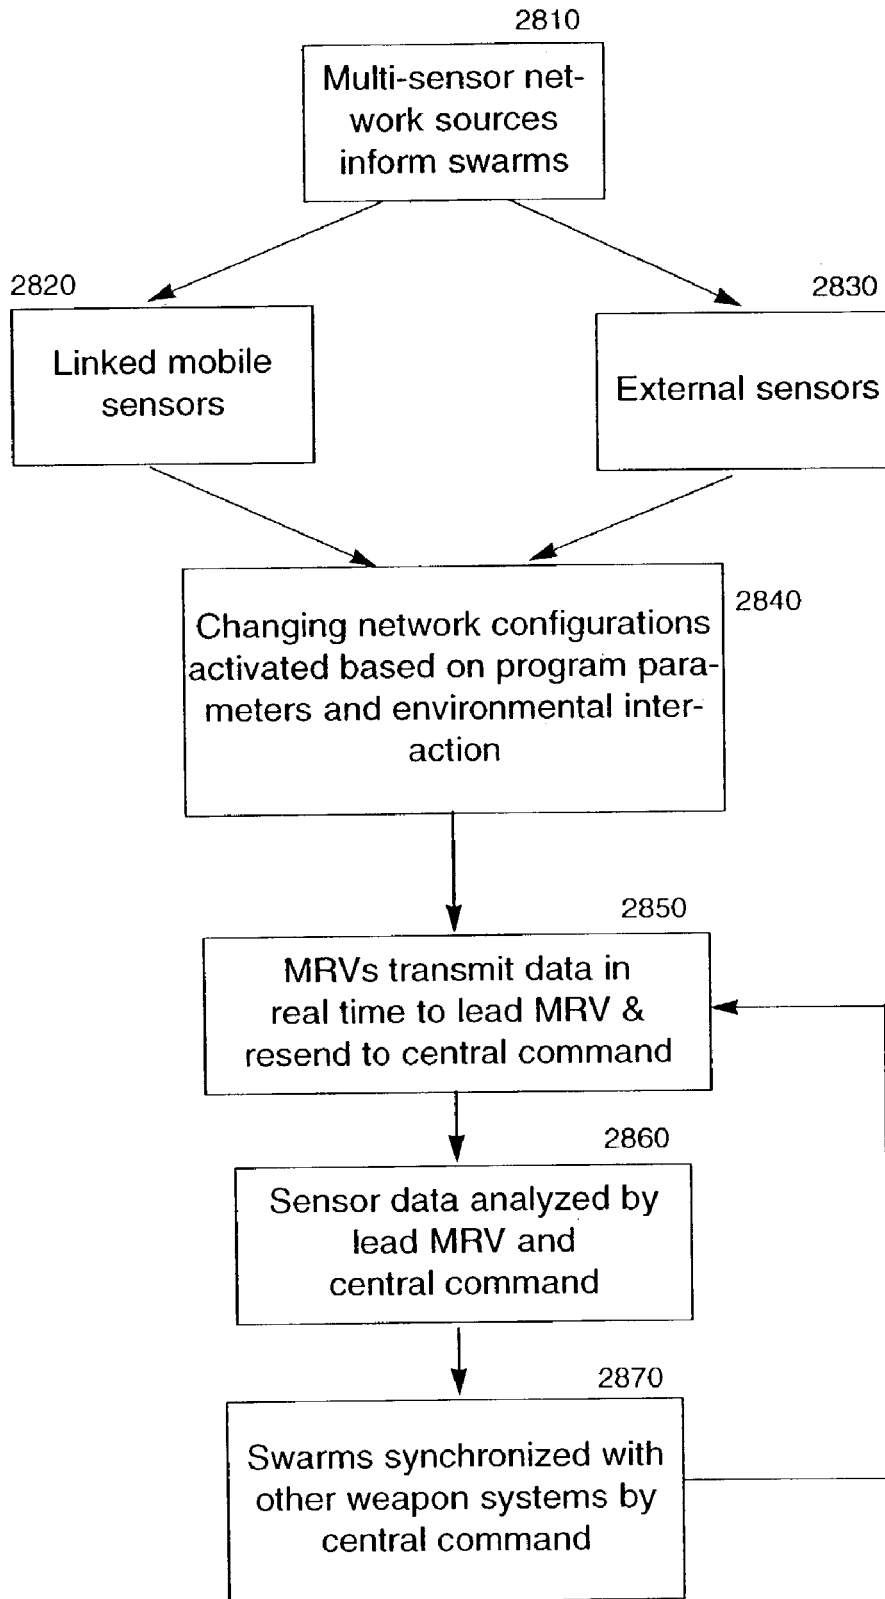 2810
Multi-sensor net-
work sources
inform swarms
2820
2830
Linked mobile
sensors
External sensors
Changing network configurations
activated based on program para-
meters and environmental inter-
action
2840
2850
MRVs transmit data in
real time to lead MRV &
resend to central command
2860
Sensor data analyzed by
lead MRV and
central command
2870
Swarms synchronized with
other weapon systems by
central command